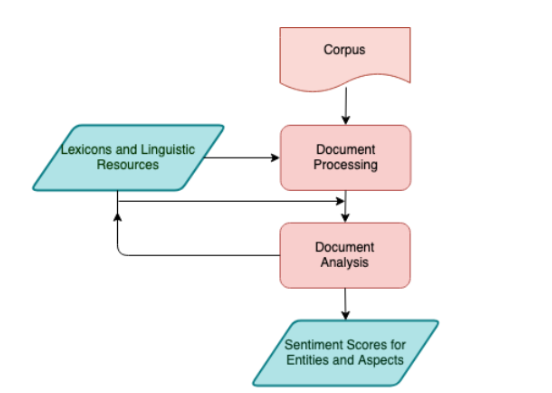 Corpus
Lexicons and Linguistic
Resources
Document
Processing
Document
Analysis
Sentiment Scores for
Entities and Aspects